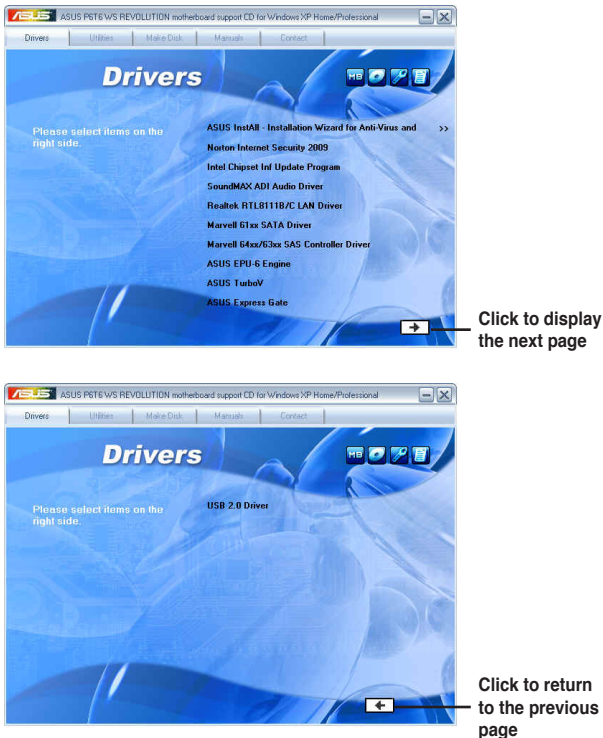 ASUS
ASUS P6T6 WS REVOLUTION motherboard support CD for Windows XP Home/Professional
Drivers Utilities Make Disk Manuals Contact
Drivers
MB
Please select items on the
right side.
ASUS InstAll - Installation Wizard for Anti-Virus and >>
Norton Internet Security 2009
Intel Chipset Inf Update Program
SoundMAX ADI Audio Driver
Realtek RTL8111B/C LAN Driver
Marvell 61xx SATA Driver
Marvell 64xx/63xx SAS Controller Driver
ASUS EPU-6 Engine
ASUS TurboV
ASUS Express Gate
Click to display
the next page
ASUS
ASUS P6T6 WS REVOLUTION motherboard support CD for Windows XP Home/Professional
Drivers Utilities Make Disk Manuals Contact
Drivers
MB
Please select items on the
right side.
USB 2.0 Driver
Click to return
to the previous
page